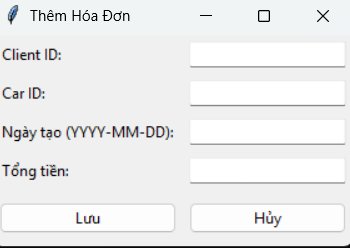 Thêm Hóa Đơn
Client ID:
Car ID:
Ngày tạo (YYYY-MM-DD):
Tổng tiền:
Lưu Hủy